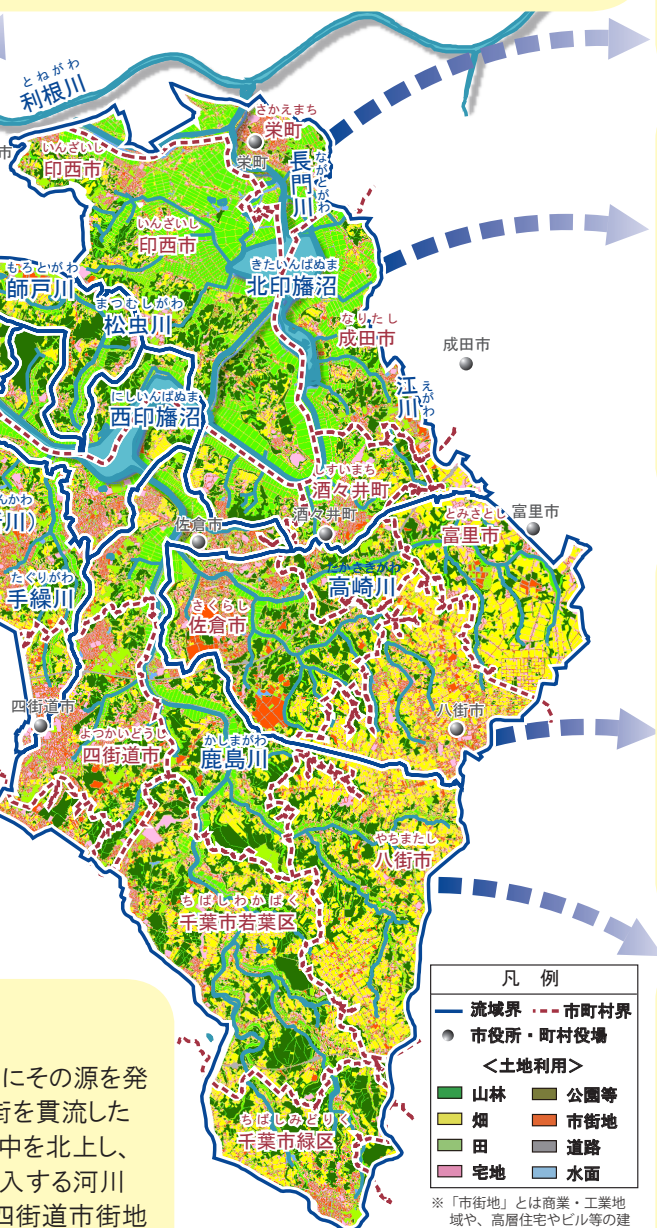 とねがわ
利根川
さかえまち
栄町
栄町
ながとがわ
長門川
市
いんざいし
印西市
いんざいし
印西市
もろとがわ
師戸川
まつむしがわ
松虫川
きたいんばぬま
北印旛沼
なりたし
成田市
成田市
にしいんばぬま
西印旛沼
えがわ
江川
しすいまち
酒々井町
酒々井町
とみさとし
富里市
富里市
んかわ
川）
佐倉市
たかさきがわ
高崎川
たぐりがわ
手繰川
さくらし
佐倉市
四街道市
よつかいどうし
四街道市
かしまがわ
鹿島川
八街市
やちまたし
八街市
ちばしわかばく
千葉市若葉区
ちばしみどりく
千葉市緑区
凡 例
流域界 市町村界
市役所・町村役場
＜土地利用＞
山林 公園等
畑 市街地
田 道路
宅地 水面
※「市街地」とは商業・工業地
域や、高層住宅やビル等の建
にその源を発
街を貫流した
中を北上し、
入する河川
四街道市街地